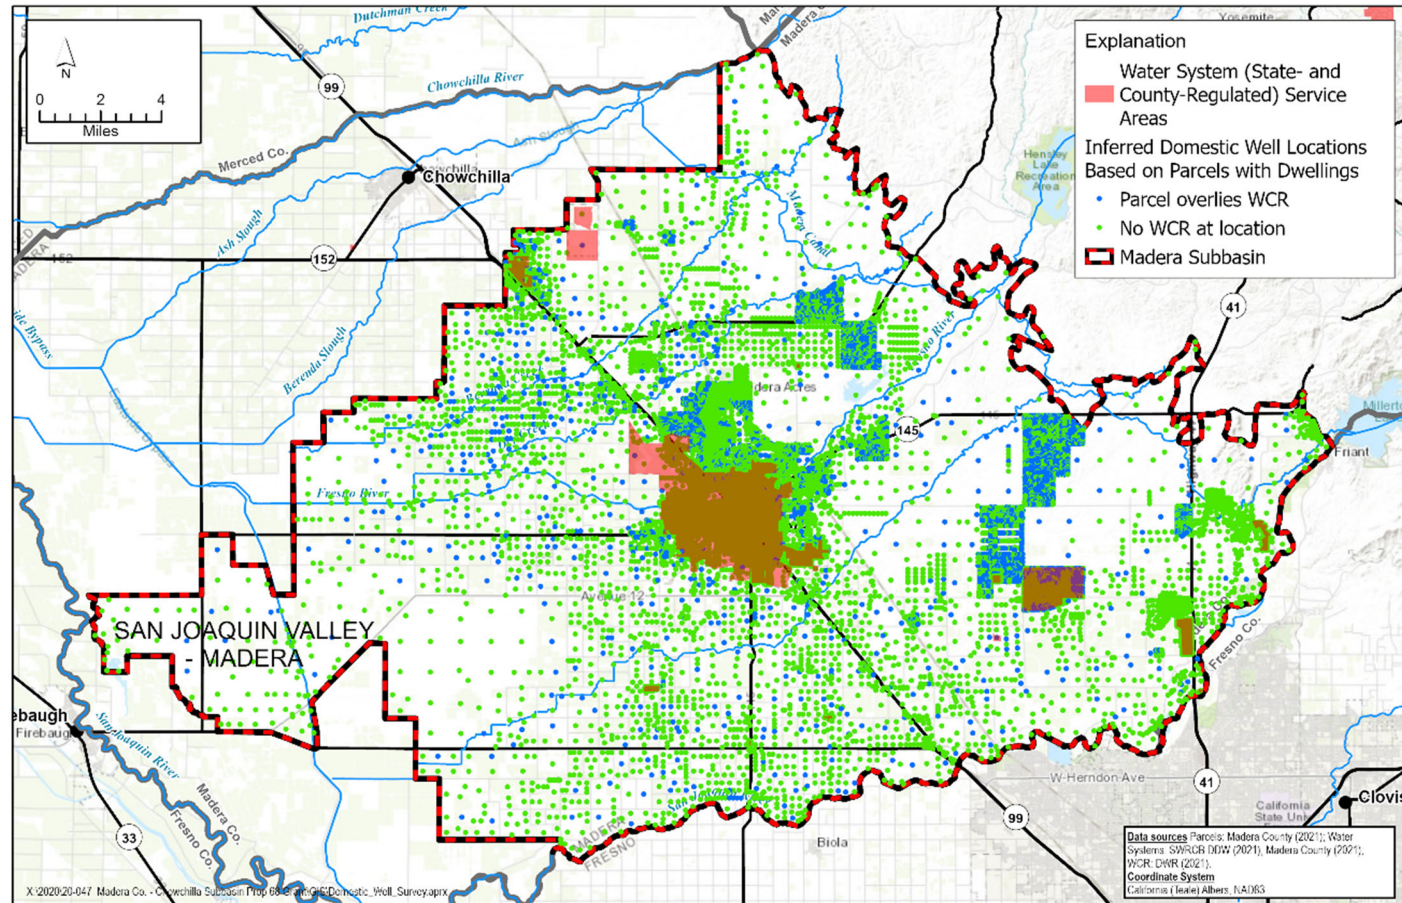 Dutchman Creek
Yosemite
N
0 2 4
Miles
99
Chowchilla River
Merced Co.
Ash Slough
Chowchilla
Ash Slough
152
152
Berenda Slough
Madera Canal
Hensley
Lake
Recreation
Area
Explanation
Water System (State- and
County-Regulated) Service
Areas
Inferred Domestic Well Locations
Based on Parcels with Dwellings
Parcel overlies WCR
No WCR at location
Madera Subbasin
41
145
Friant
Fresno River
Avenue 12
SAN JOAQUIN VALLEY
- MADERA
Firebaugh
San Joaquin River
Madera Co.
Fresno Co.
33
Fresno Co.
W-Herndon Ave
41
99
Biola
MADERA
FRESNO
California
Data sources Parcels: Madera County (2021); Water
Systems: SWRCB DDW (2021), Madera County (2021);
WCR: DWR (2021).
Coordinate System
California (Teale) Albers, NAD83